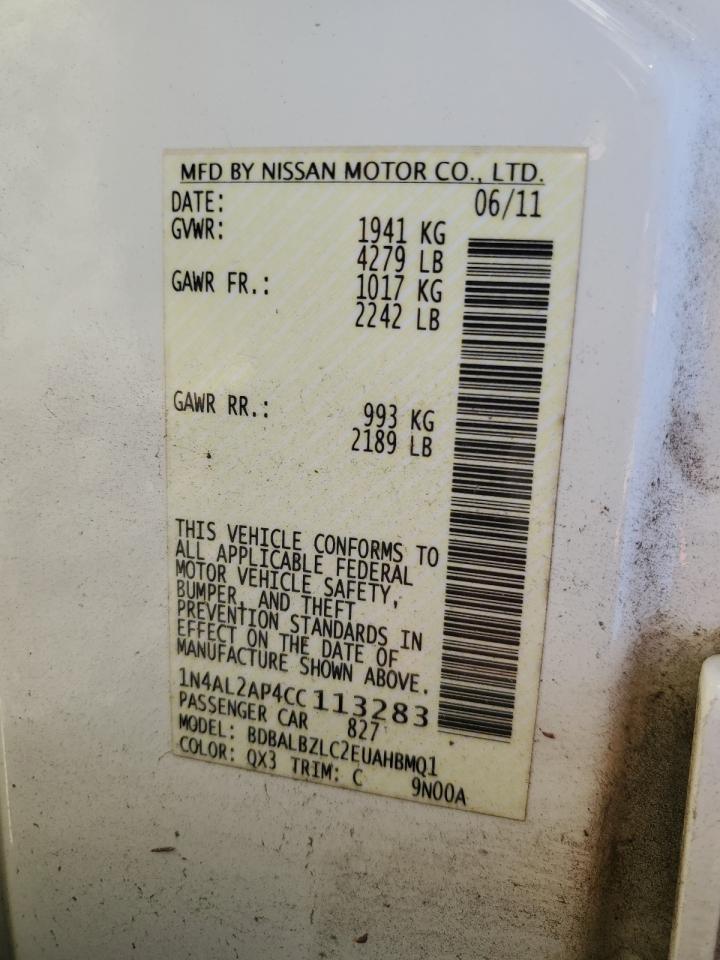 MFD BY NISSAN MOTOR CO., LTD.
DATE: 06/11
GVWR: 1941 KG
4279 LB
GAWR FR.: 1017 KG
2242 LB
GAWR RR.: 993 KG
2189 LB
THIS VEHICLE CONFORMS TO
ALL APPLICABLE FEDERAL
MOTOR VEHICLE SAFETY,
BUMPER, AND THEFT
PREVENTION STANDARDS IN
EFFECT ON THE DATE OF
MANUFACTURE SHOWN ABOVE.
1N4AL2AP4CC113283
PASSENGER CAR 827
MODEL: BDBALBZLC2EUAHBMQ1
COLOR: QX3 TRIM: C 9N00A